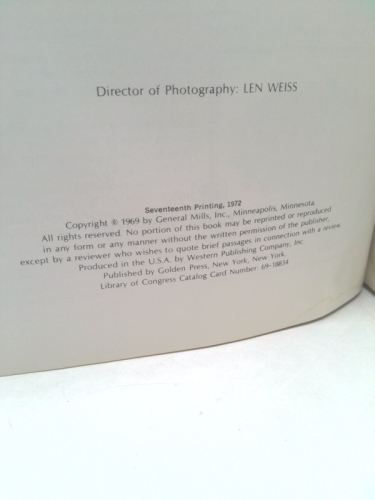 Director of Photography: LEN WEISS
Seventeenth Printing, 1972
Copyright © 1969 by General Mills, Inc., Minneapolis, Minnesota.
All rights reserved. No portion of this book may be reprinted or reproduced
in any form or any manner without the written permission of the publisher,
except by a reviewer who wishes to quote brief passages in connection with a review.
Produced in the U.S.A. by Western Publishing Company, Inc.
Published by Golden Press, New York, New York.
Library of Congress Catalog Card Number: 69-18834